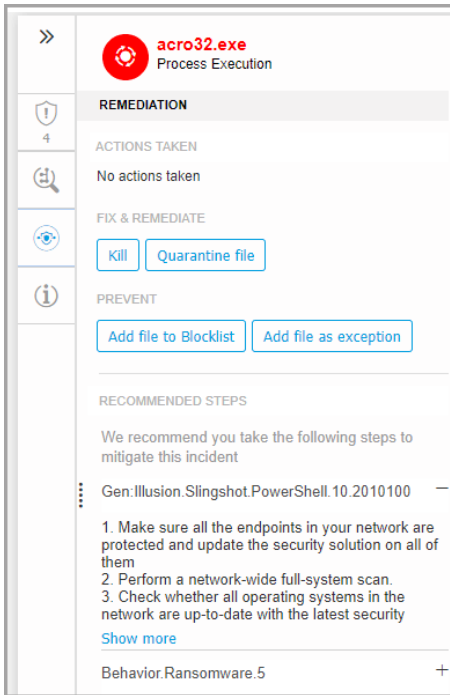 acro32.exe
Process Execution
REMEDIATION
4
ACTIONS TAKEN
No actions taken
FIX & REMEDIATE
Kill
Quarantine file
PREVENT
Add file to Blocklist
Add file as exception
RECOMMENDED STEPS
We recommend you take the following steps to
mitigate this incident
Gen:Illusion.Slingshot.PowerShell.10.2010100
1. Make sure all the endpoints in your network are
protected and update the security solution on all of
them
2. Perform a network-wide full-system scan.
3. Check whether all operating systems in the
network are up-to-date with the latest security
Show more
Behavior.Ransomware.5